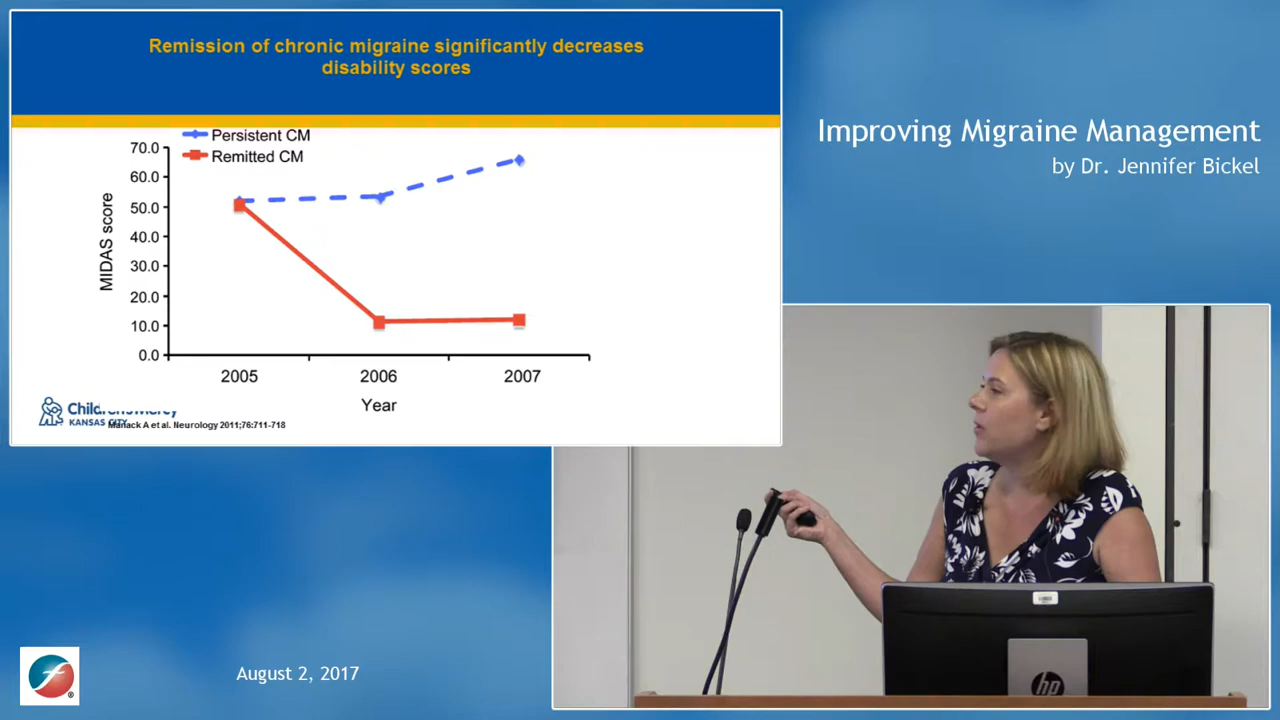 Remission of chronic migraine significantly decreases
disability scores
Persistent CM
Remitted CM
70.0
60.0
50.0
40.0
30.0
20.0
10.0
0.0
MIDAS score
2005
2006
2007
Year
Children's Mercy
KANSAS CITY
Manack A et al. Neurology 2011;76:711-718
Improving Migraine Management
by Dr. Jennifer Bickel
August 2, 2017
f
®
hp